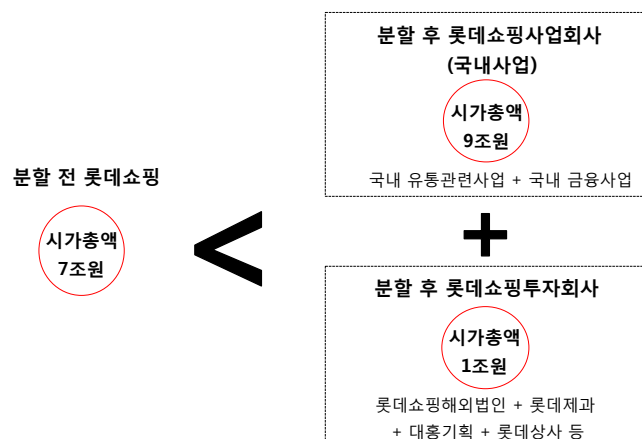 분할 전 롯데쇼핑
시가총액
7조원
<
분할 후 롯데쇼핑사업회사
(국내사업)
시가총액
9조원
국내 유통관련사업 + 국내 금융사업
+
분할 후 롯데쇼핑투자회사
시가총액
1조원
롯데쇼핑해외법인 + 롯데제과
+ 대홍기획 + 롯데상사 등